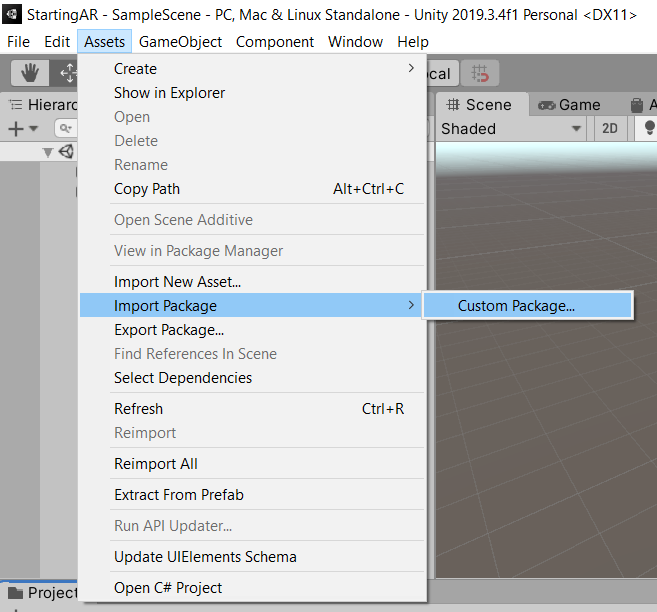 StartingAR - SampleScene - PC, Mac & Linux Standalone - Unity 2019.3.4f1 Personal <DX11>
File Edit Assets GameObject Component Window Help
Create
Show in Explorer
Open
Delete
Rename
Copy Path Alt+Ctrl+C
Open Scene Additive
View in Package Manager
Import New Asset...
Import Package
Custom Package...
Export Package...
Find References In Scene
Select Dependencies
Refresh Ctrl+R
Reimport
Reimport All
Extract From Prefab
Run API Updater...
Update UIElements Schema
Open C# Project
Hierarc
Project
cal
Scene Game A
Shaded 2D